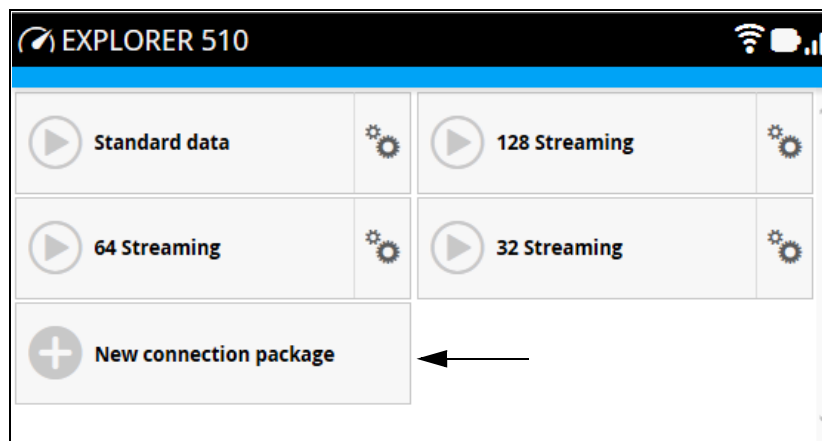 EXPLORER 510
Standard data
128 Streaming
64 Streaming
32 Streaming
New connection package